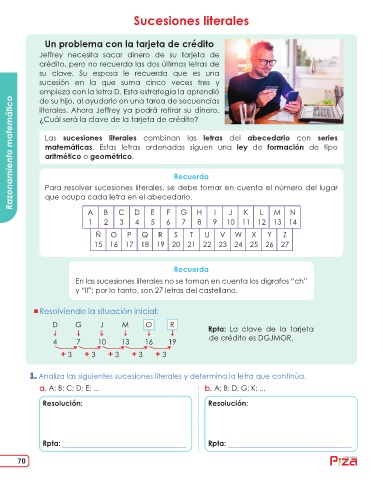 Sucesiones literales
Un problema con la tarjeta de crédito
Jeffrey necesita sacar dinero de su tarjeta de
crédito, pero no recuerda las dos últimas letras de
su clave. Su esposa le recuerda que es una
sucesión en la que suma cinco veces tres y
empieza con la letra D. Esta estrategia la aprendió
de su hijo, al ayudarlo en una tarea de secuencias
literales. Ahora Jeffrey ya podrá retirar su dinero.
¿Cuál será la clave de la tarjeta de crédito?
Razonamiento matemático
Las sucesiones literales combinan las letras del abecedario con series
matemáticas. Estas letras ordenadas siguen una ley de formación de tipo
aritmético o geométrico.
Recuerda
Para resolver sucesiones literales, se debe tomar en cuenta el número del lugar
que ocupa cada letra en el abecedario.
A B C D E F G H I J K L M N
1 2 3 4 5 6 7 8 9 10 11 12 13 14
Ñ O P Q R S T U V W X Y Z
15 16 17 18 19 20 21 22 23 24 25 26 27
Recuerda
En las sucesiones literales no se toman en cuenta los dígrafos "ch"
y "ll"; por lo tanto, son 27 letras del castellano.
Resolviendo la situación inicial:
D G J M O R
4 7 10 13 16 19
+ 3 + 3 + 3 + 3 + 3
Rpta: La clave de la tarjeta
de crédito es DGJMOR.
1. Analiza las siguientes sucesiones literales y determina la letra que continúa.
a. A; B; C; D; E; ...
b. A; B; D; G; K; ...
Resolución:
Resolución:
Rpta:
Rpta:
70
PIZA